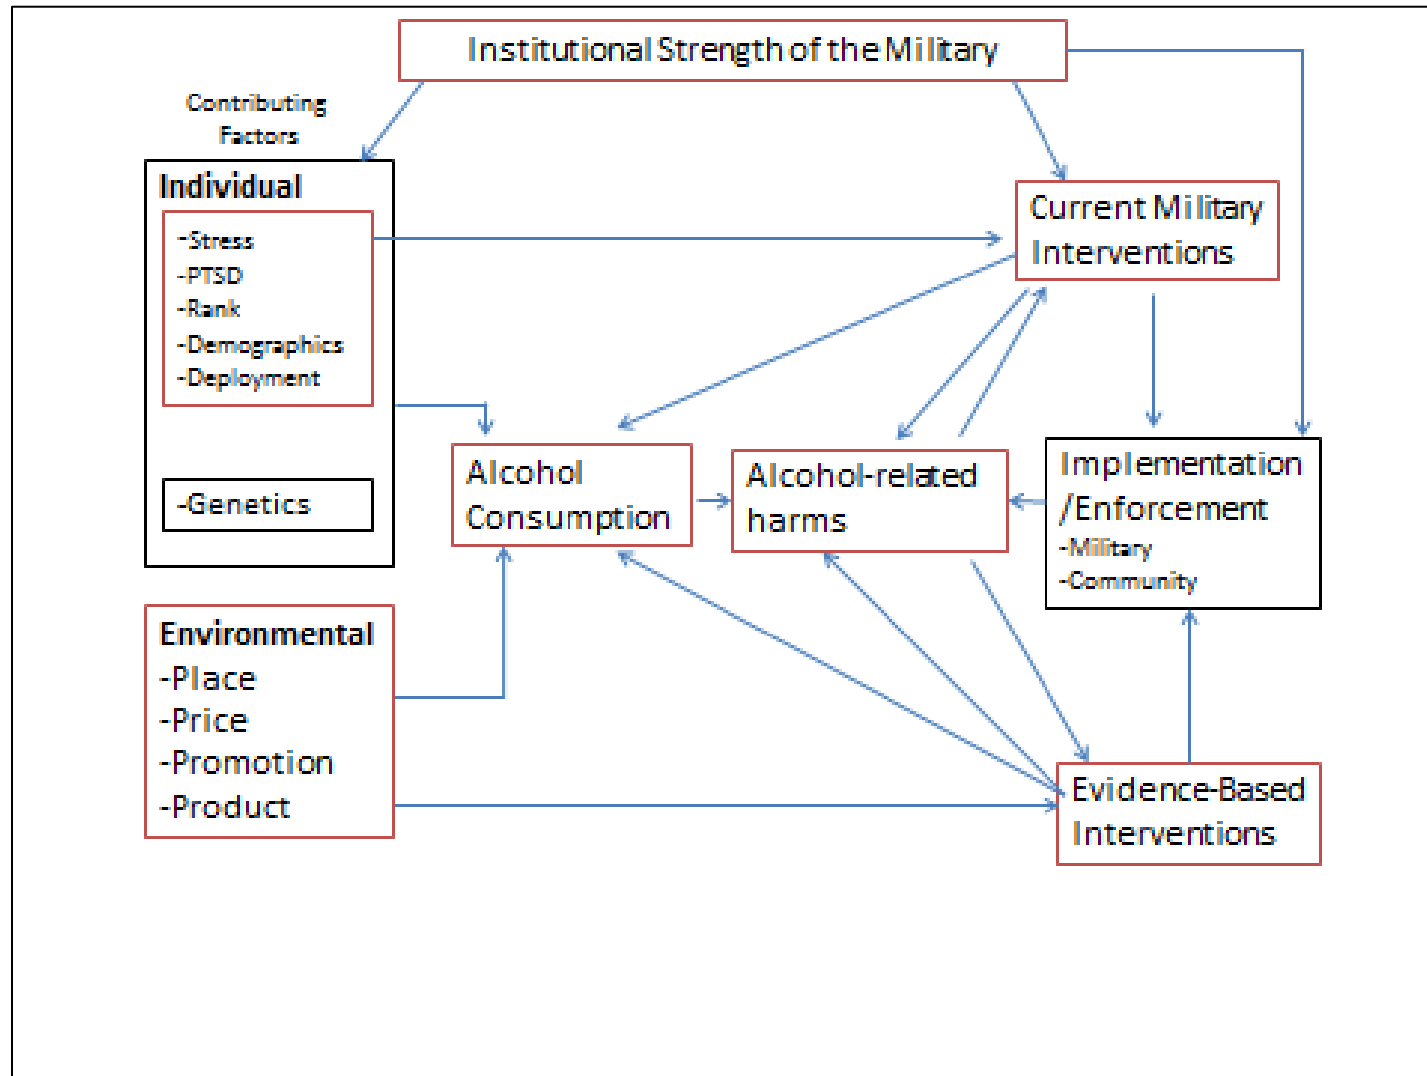 Institutional Strength of the Military
Contributing
Factors
Individual
-Stress
-PTSD
-Rank
-Demographics
-Deployment
-Genetics
Current Military
Interventions
Alcohol
Consumption
Alcohol-related
harms
Implementation
/Enforcement
-Military
-Community
Environmental
-Place
-Price
-Promotion
-Product
Evidence-Based
Interventions